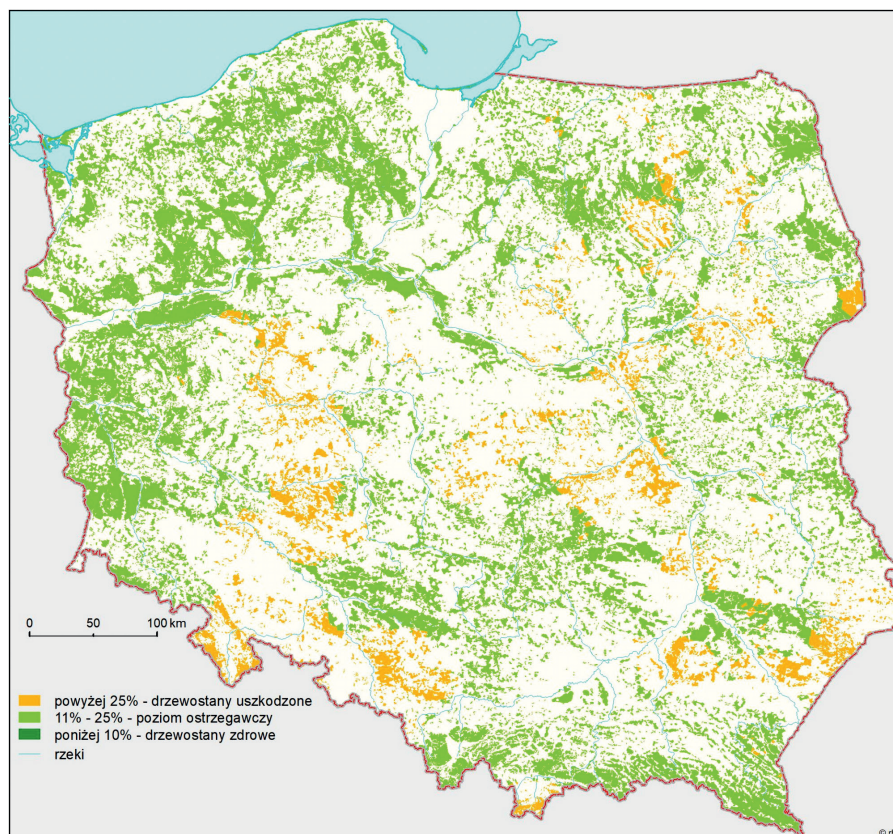 0 50 100 km
powyżej 25% - drzewostany uszkodzone
11% - 25% - poziom ostrzegawczy
poniżej 10% - drzewostany zdrowe
rzeki